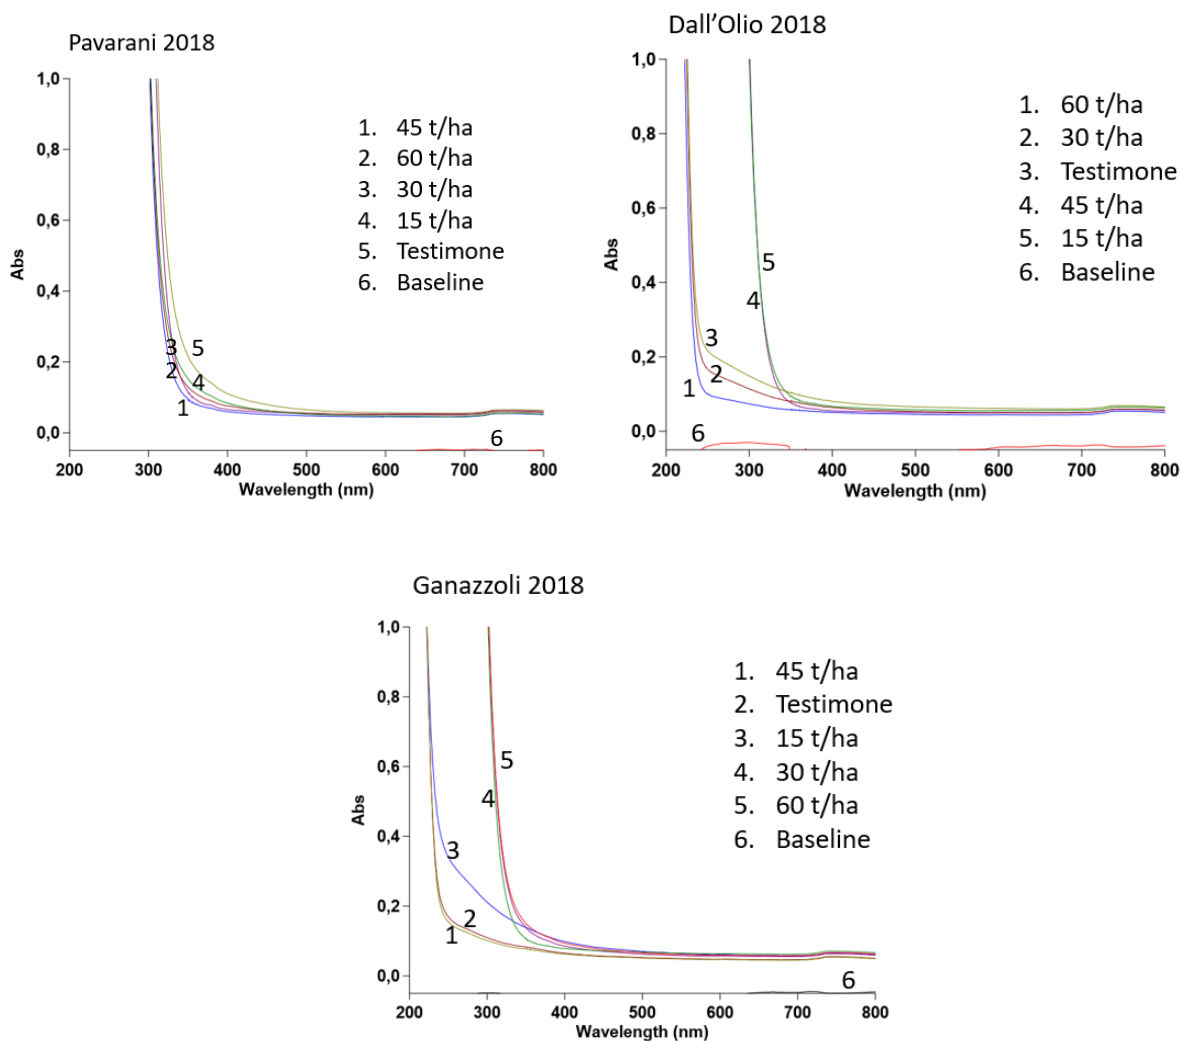 Pavarani 2018
1,0
0,8
0,6
0,4
0,2
0,0
Abs
200 300 400 500 600 700 800
Wavelength (nm)
1. 45 t/ha
2. 60 t/ha
3. 30 t/ha
4. 15 t/ha
5. Testimone
6. Baseline
3
5
2
4
1
6
Dall’Olio 2018
1,0
0,8
0,6
0,4
0,2
0,0
Abs
200 300 400 500 600 700 800
Wavelength (nm)
1. 60 t/ha
2. 30 t/ha
3. Testimone
4. 45 t/ha
5. 15 t/ha
6. Baseline
5
4
3
2
1
6
Ganazzoli 2018
1,0
0,8
0,6
0,4
0,2
0,0
Abs
200 300 400 500 600 700 800
Wavelength (nm)
1. 45 t/ha
2. Testimone
3. 15 t/ha
4. 30 t/ha
5. 60 t/ha
6. Baseline
5
4
3
2
1
6